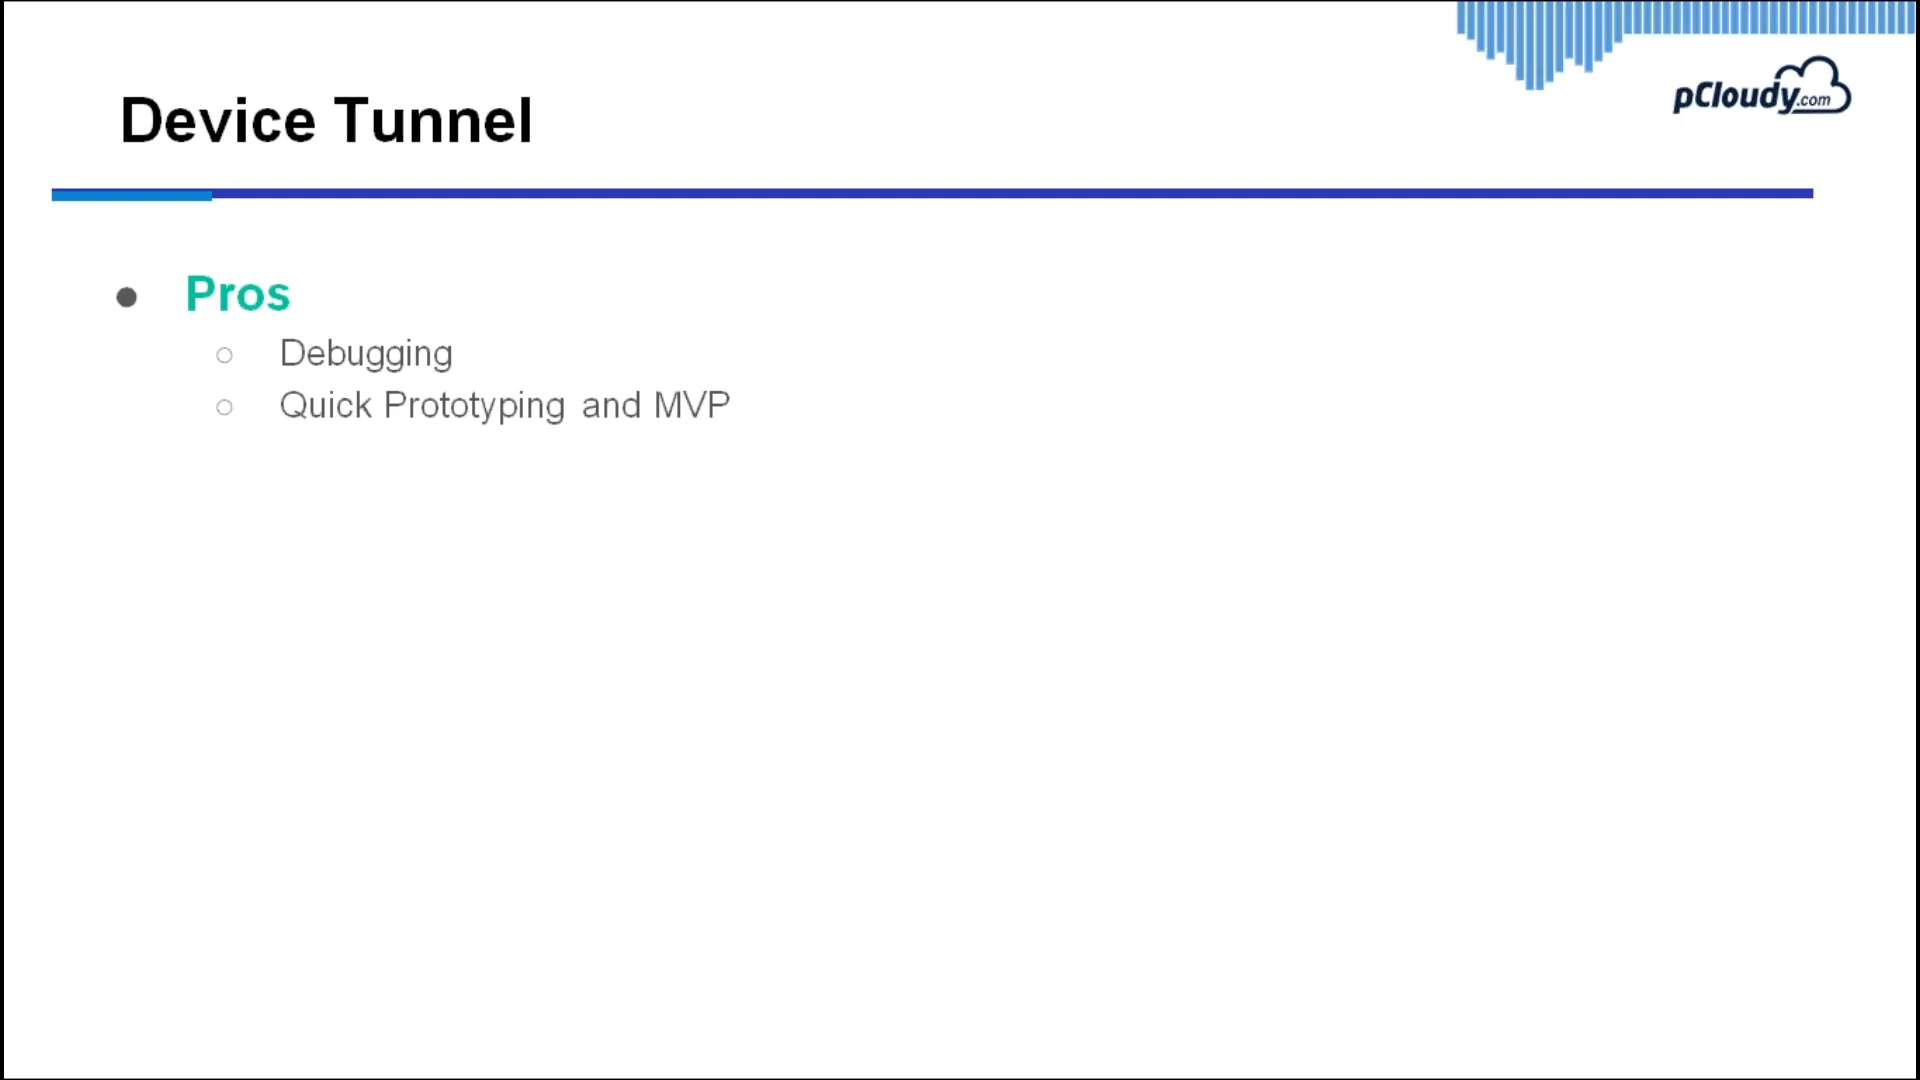 pCloudy.com
Device Tunnel
Pros
Debugging
Quick Prototyping and MVP